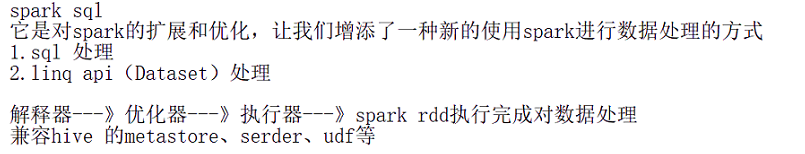 spark sql
它是对spark的扩展和优化，让我们增添了一种新的使用spark进行数据处理的方式
1.sql 处理
2.linq api（Dataset）处理
解释器---》优化器---》执行器---》spark rdd执行完成对数据处理
兼容hive 的metastore、serder、udf等